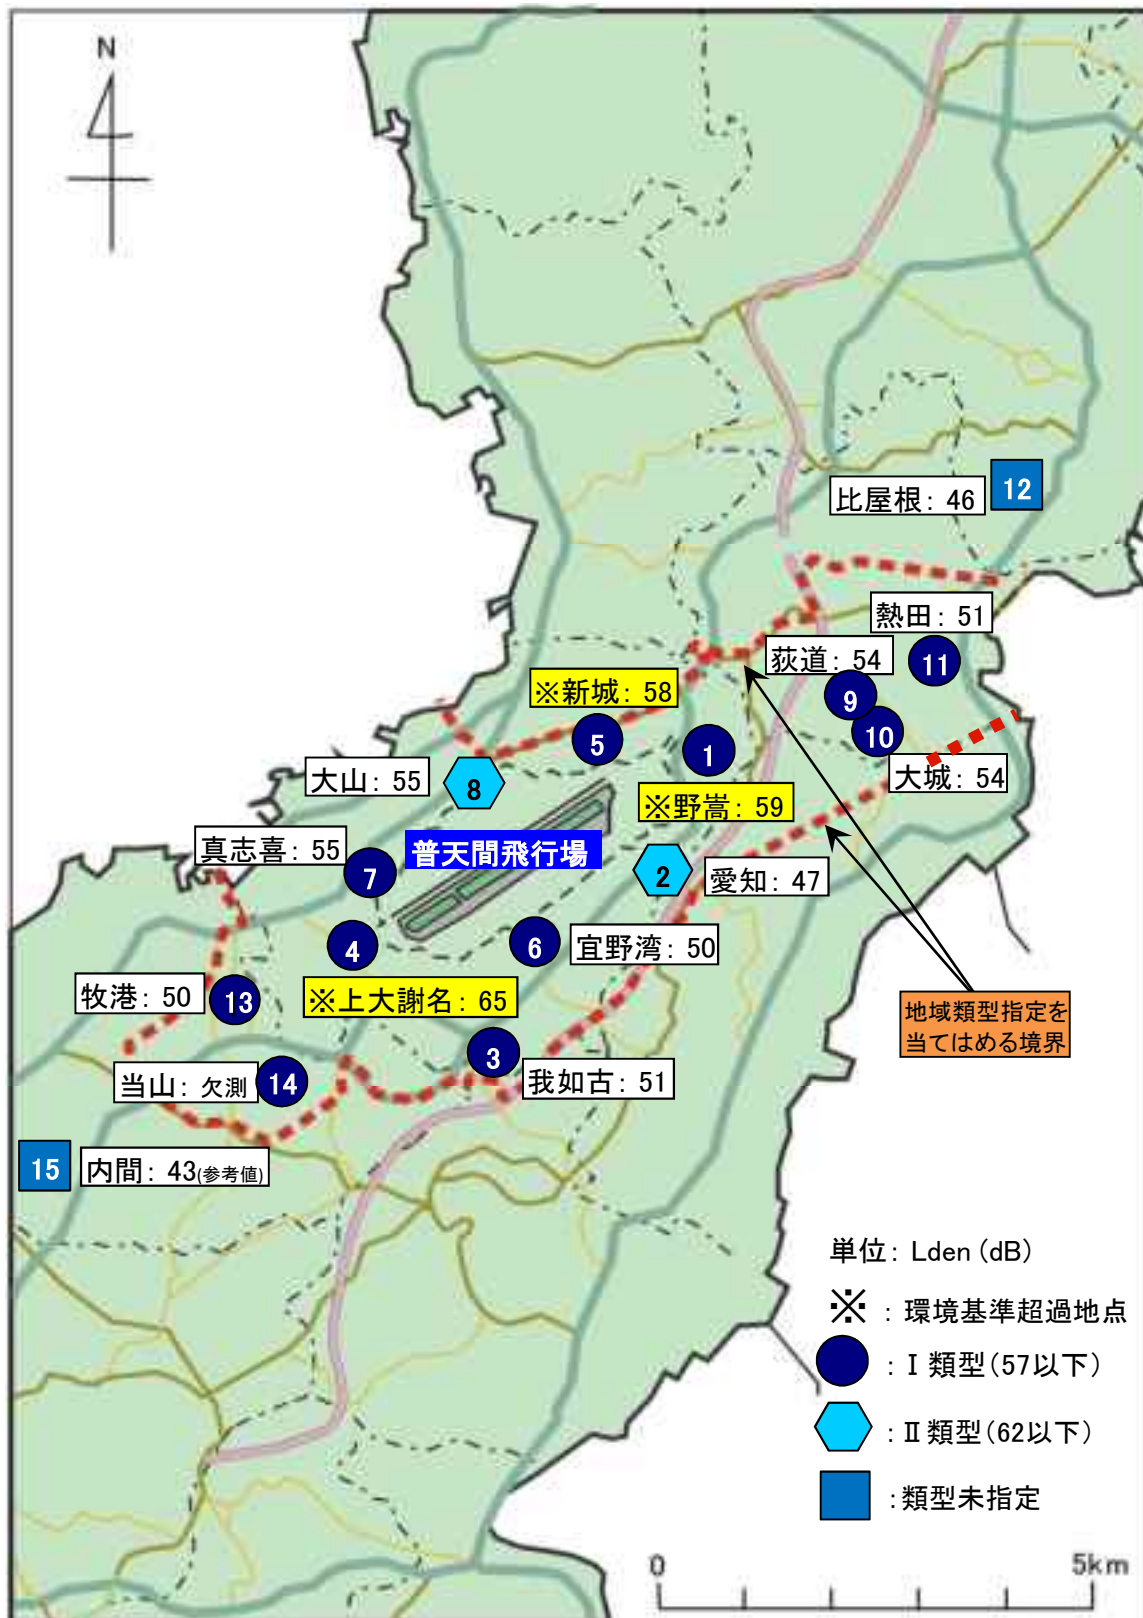 N
比屋根: 46
12
熱田: 51
荻道: 54
11
※新城: 58
9
5
1
10
大山: 55
8
大城: 54
※野嵩: 59
真志喜: 55
普天間飛行場
7
2
愛知: 47
4
6
宜野湾: 50
牧港: 50
13
※上大謝名: 65
地域類型指定を
当てはめる境界
3
当山: 欠測
14
我如古: 51
15
内間: 43(参考値)
単位: Lden (dB)
※ : 環境基準超過地点
: Ⅰ類型(57以下)
: Ⅱ類型(62以下)
: 類型未指定
0
5km